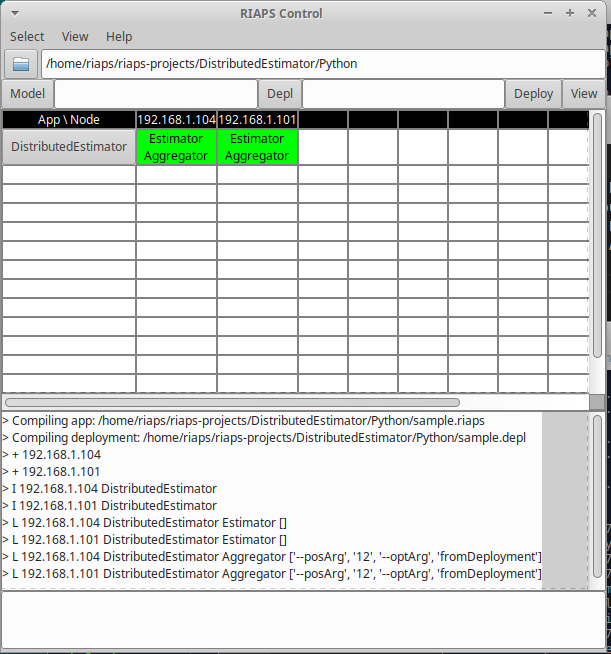 RIAPS Control
Select View Help
/home/riaps/riaps-projects/DistributedEstimator/Python
Model Depl Deploy View
App \ Node 192.168.1.104 192.168.1.101
DistributedEstimator Estimator Aggregator Estimator Aggregator
> Compiling app: /home/riaps/riaps-projects/DistributedEstimator/Python/sample.riaps
> Compiling deployment: /home/riaps/riaps-projects/DistributedEstimator/Python/sample.depl
> + 192.168.1.104
> + 192.168.1.101
> I 192.168.1.104 DistributedEstimator
> I 192.168.1.101 DistributedEstimator
> L 192.168.1.104 DistributedEstimator Estimator []
> L 192.168.1.101 DistributedEstimator Estimator []
> L 192.168.1.104 DistributedEstimator Aggregator ['--posArg', '12', '--optArg', 'fromDeployment']
> L 192.168.1.101 DistributedEstimator Aggregator ['--posArg', '12', '--optArg', 'fromDeployment']